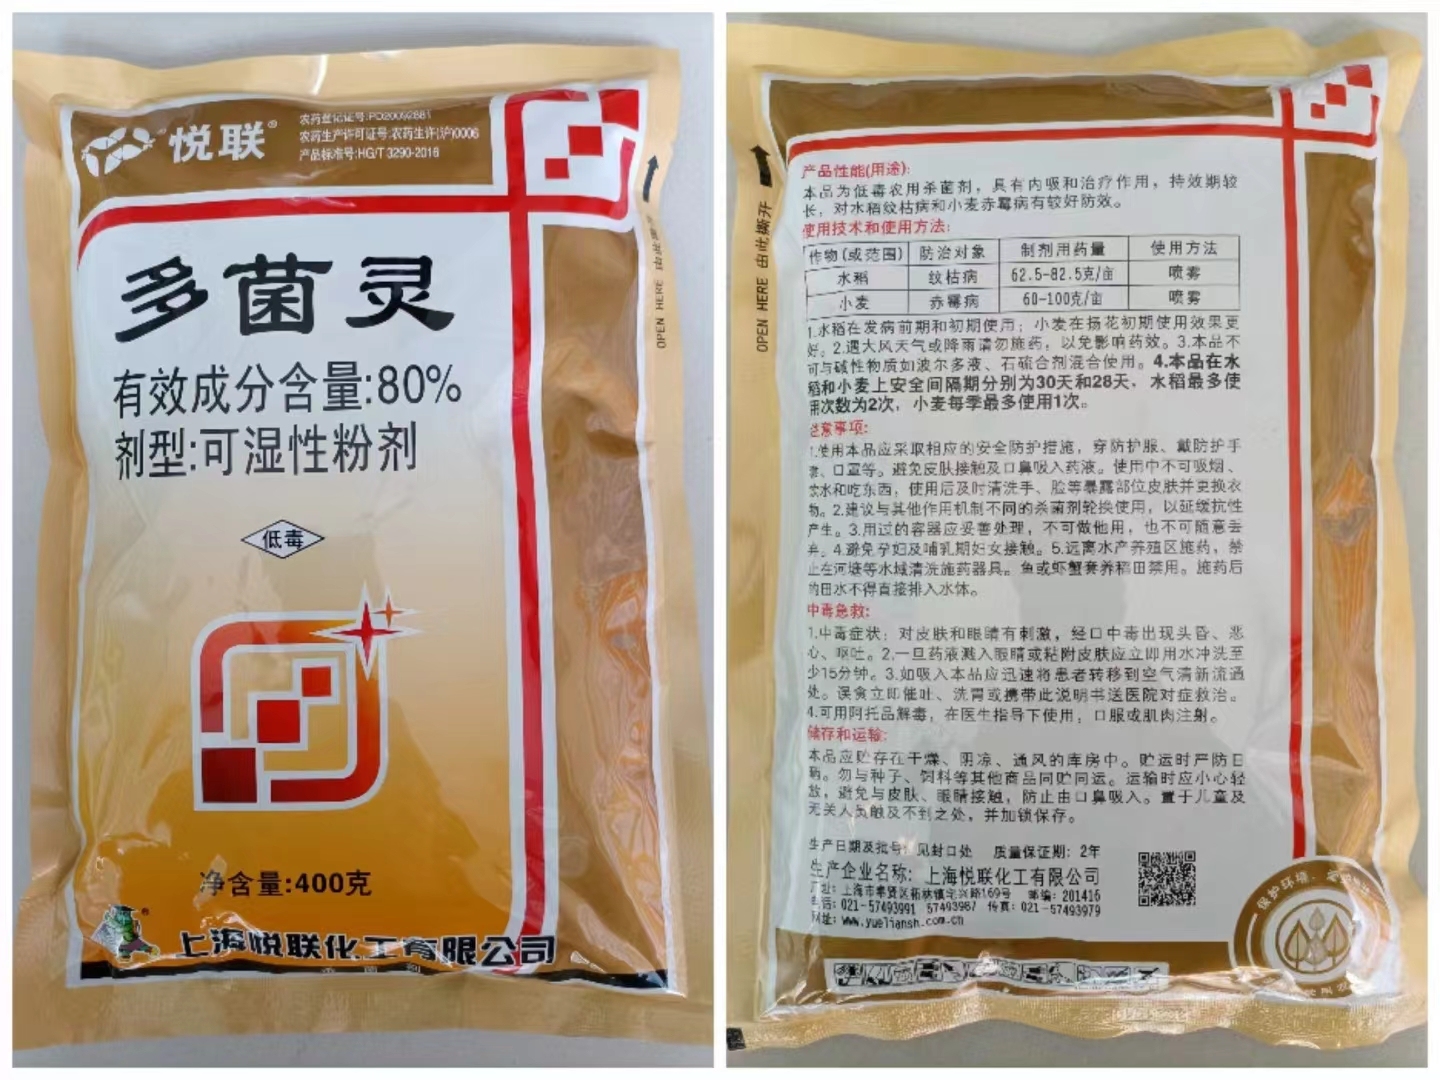 悦联®
农药登记证号:PD20092881
农药生产许可证号:农药生许(沪)0006
产品标准号:HG/T 3290-2016
多菌灵
有效成分含量:80%
剂型:可湿性粉剂
低毒
净含量:400克
上海悦联化工有限公司
OPEN HERE 由此撕开
产品性能(用途):
本品为低毒农用杀菌剂，具有内吸和治疗作用，持效期较
长，对水稻纹枯病和小麦赤霉病有较好防效。
使用技术和使用方法:
作物(或范围) 防治对象 制剂用药量 使用方法
水稻 纹枯病 62.5-82.5克/亩 喷雾
小麦 赤霉病 60-100克/亩 喷雾
1.水稻在发病前期和初期使用；小麦在扬花初期使用效果更
好。2.遇大风天气或降雨请勿施药，以免影响药效。3.本品不
可与碱性物质如波尔多液、石硫合剂混合使用。4.本品在水
稻和小麦上安全间隔期分别为30天和28天，水稻最多使
用次数为2次，小麦每季最多使用1次。
注意事项:
1.使用本品应采取相应的安全防护措施，穿防护服、戴防护手
套、口罩等。避免皮肤接触及口鼻吸入药液。使用中不可吸烟、
饮水和吃东西，使用后及时清洗手、脸等暴露部位皮肤并更换衣
物。2.建议与其他作用机制不同的杀菌剂轮换使用，以延缓抗性
产生。3.用过的容器应妥善处理，不可做他用，也不可随意丢
弃。4.避免孕妇及哺乳期妇女接触。5.远离水产养殖区施药，禁
止在河塘等水域清洗施药器具。鱼或虾蟹套养稻田禁用。施药后
的田水不得直接排入水体。
中毒急救:
1.中毒症状：对皮肤和眼睛有刺激，经口中毒出现头昏、恶
心、呕吐。2.一旦药液溅入眼睛或粘附皮肤应立即用水冲洗至
少15分钟。3.如吸入本品应迅速将患者转移到空气清新流通
处。误食立即催吐、洗胃或携带此说明书送医院对症救治。
4.可用阿托品解毒，在医生指导下使用，口服或肌肉注射。
储存和运输:
本品应贮存在干燥、阴凉、通风的库房中。贮运时严防日
晒。勿与种子、饲料等其他商品同贮同运。运输时应小心轻
放，避免与皮肤、眼睛接触，防止由口鼻吸入。置于儿童及
无关人员触及不到之处，并加锁保存。
生产日期及批号：见封口处 质量保证期：2年
生产企业名称：上海悦联化工有限公司
厂址：上海市奉贤区柘林镇宅兴路169号 邮编：201416
电话：021-57493991 57493987 传真：021-57493979
网址：www.yueliansh.com.cn
保护环境